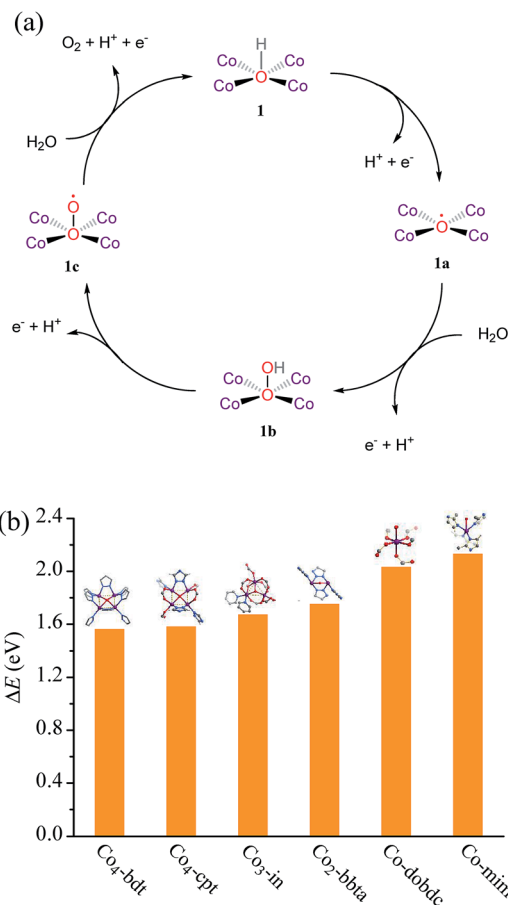 (a)
O₂ + H⁺ + e⁻
H
Co Co
Co O Co
1
H₂O
H⁺ + e⁻
O
Co Co
Co O Co
1c
Co Co
Co O Co
1a
e⁻ + H⁺
H₂O
OH
Co Co
Co O Co
1b
e⁻ + H⁺
(b)
2.4
2.0
1.6
1.2
0.8
0.4
0.0
ΔE (eV)
Co₄-bdt
Co₄-cpt
Co₃-in
Co₂-bbta
Co-dobdc